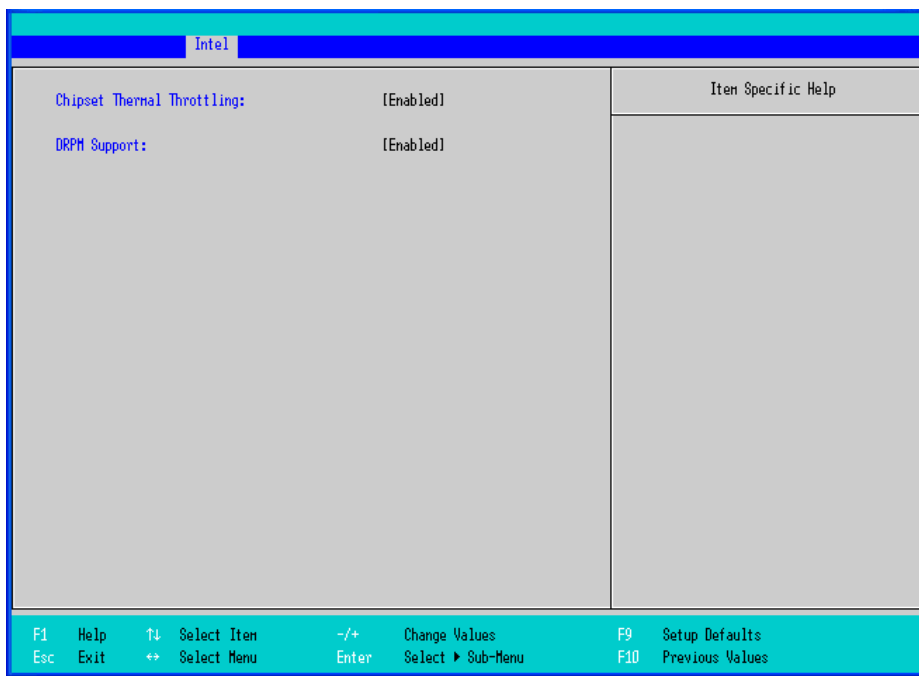 Intel
Item Specific Help
Chipset Thermal Throttling: [Enabled]
DRPM Support: [Enabled]
F1 Help ↑↓ Select Item -/+ Change Values F9 Setup Defaults
Esc Exit ↔ Select Menu Enter Select ▶ Sub-Menu F10 Previous Values